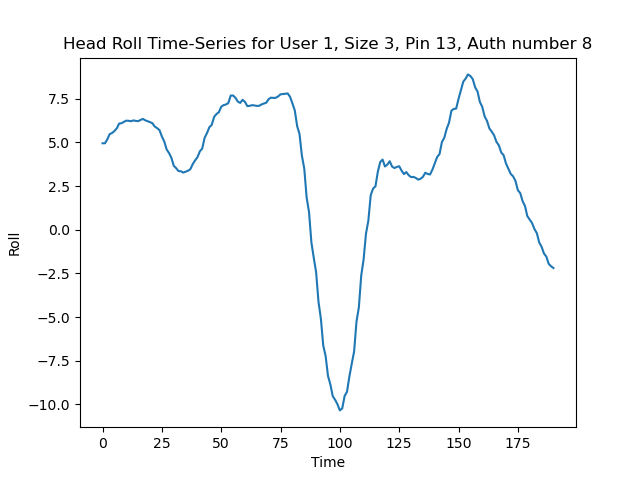 Head Roll Time-Series for User 1, Size 3, Pin 13, Auth number 8
7.5
5.0
2.5
0.0
−2.5
−5.0
−7.5
−10.0
Roll
0 25 50 75 100 125 150 175
Time